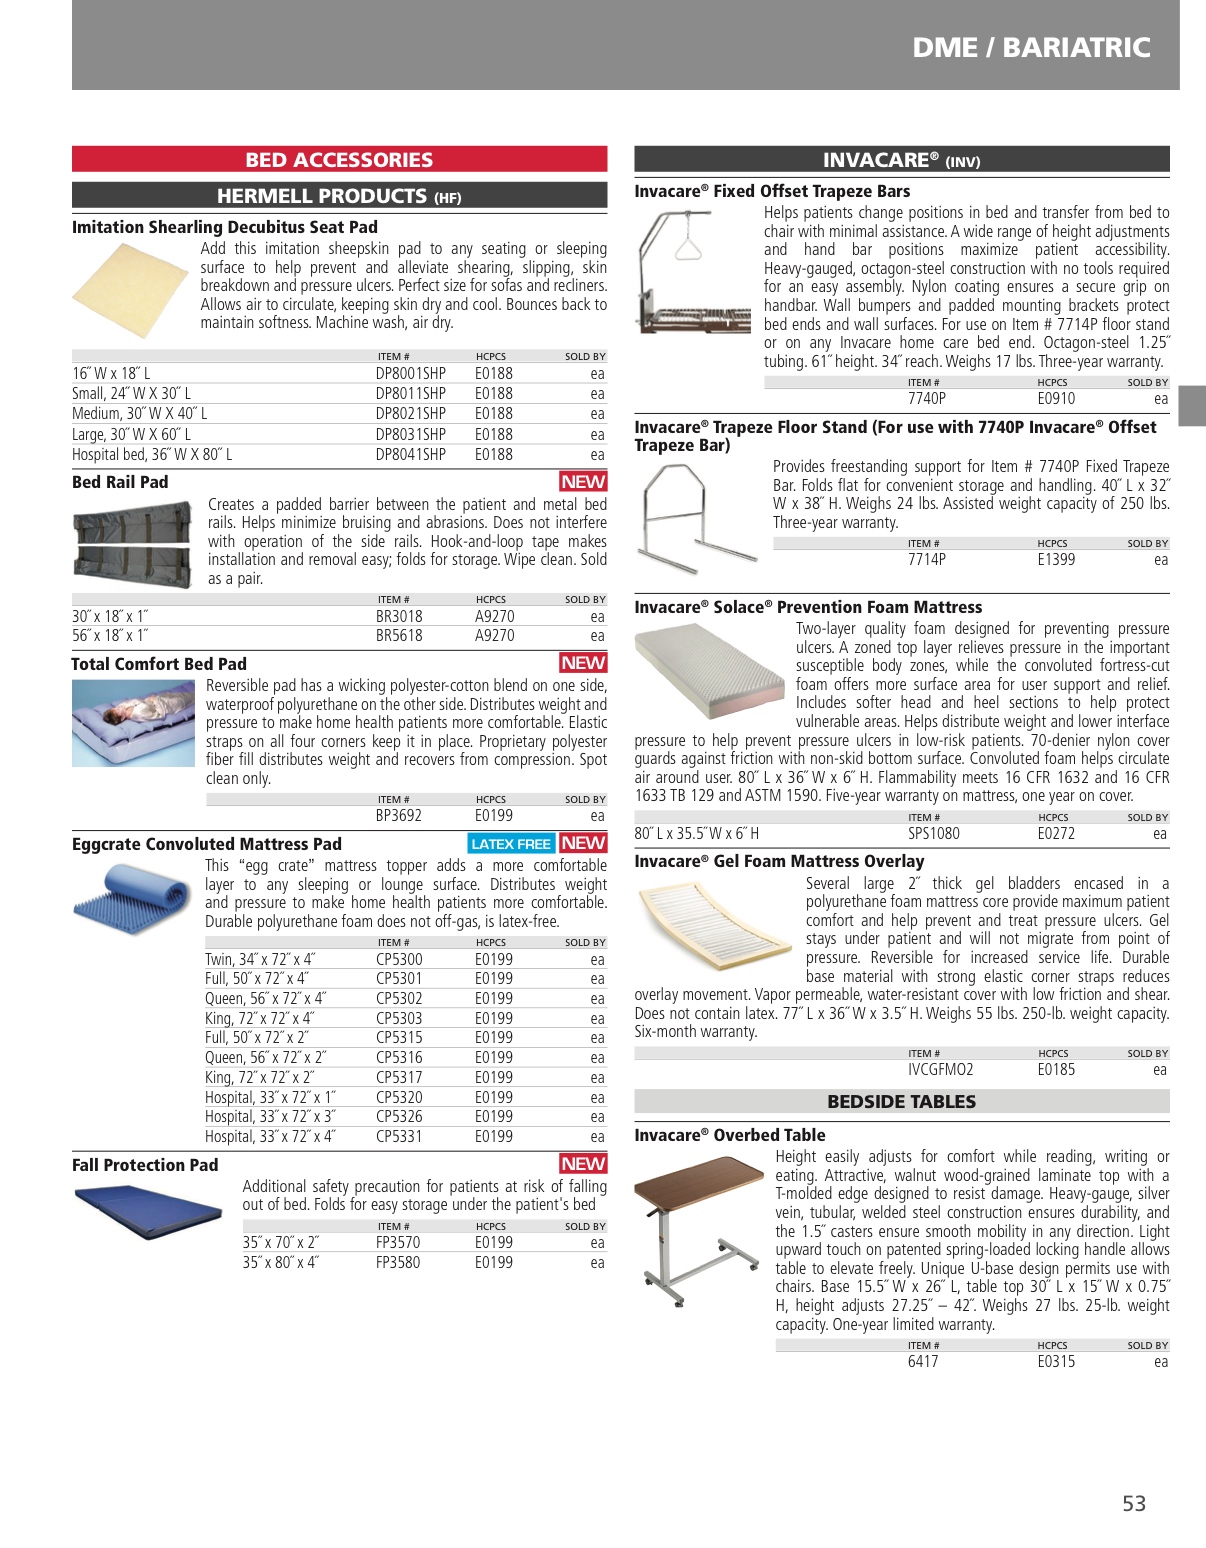 DME / BARIATRIC
BED ACCESSORIES
HERMELL PRODUCTS (HF)
Imitation Shearling Decubitus Seat Pad
Add this imitation sheepskin pad to any seating or sleeping
surface to help prevent and alleviate shearing, slipping, skin
breakdown and pressure ulcers. Perfect size for sofas and recliners.
Allows air to circulate, keeping skin dry and cool. Bounces back to
maintain softness. Machine wash, air dry.
ITEM # HCPCS SOLD BY
16˝ W x 18˝ L DP8001SHP E0188 ea
Small, 24˝ W X 30˝ L DP8011SHP E0188 ea
Medium, 30˝ W X 40˝ L DP8021SHP E0188 ea
Large, 30˝ W X 60˝ L DP8031SHP E0188 ea
Hospital bed, 36˝ W X 80˝ L DP8041SHP E0188 ea
Bed Rail Pad NEW
Creates a padded barrier between the patient and metal bed
rails. Helps minimize bruising and abrasions. Does not interfere
with operation of the side rails. Hook-and-loop tape makes
installation and removal easy; folds for storage. Wipe clean. Sold
as a pair.
ITEM # HCPCS SOLD BY
30˝ x 18˝ x 1˝ BR3018 A9270 ea
56˝ x 18˝ x 1˝ BR5618 A9270 ea
Total Comfort Bed Pad NEW
Reversible pad has a wicking polyester-cotton blend on one side,
waterproof polyurethane on the other side. Distributes weight and
pressure to make home health patients more comfortable. Elastic
straps on all four corners keep it in place. Proprietary polyester
fiber fill distributes weight and recovers from compression. Spot
clean only.
ITEM # HCPCS SOLD BY
BP3692 E0199 ea
Eggcrate Convoluted Mattress Pad LATEX FREE NEW
This “egg crate” mattress topper adds a more comfortable
layer to any sleeping or lounge surface. Distributes weight
and pressure to make home health patients more comfortable.
Durable polyurethane foam does not off-gas, is latex-free.
ITEM # HCPCS SOLD BY
Twin, 34˝ x 72˝ x 4˝ CP5300 E0199 ea
Full, 50˝ x 72˝ x 4˝ CP5301 E0199 ea
Queen, 56˝ x 72˝ x 4˝ CP5302 E0199 ea
King, 72˝ x 72˝ x 4˝ CP5303 E0199 ea
Full, 50˝ x 72˝ x 2˝ CP5315 E0199 ea
Queen, 56˝ x 72˝ x 2˝ CP5316 E0199 ea
King, 72˝ x 72˝ x 2˝ CP5317 E0199 ea
Hospital, 33˝ x 72˝ x 1˝ CP5320 E0199 ea
Hospital, 33˝ x 72˝ x 3˝ CP5326 E0199 ea
Hospital, 33˝ x 72˝ x 4˝ CP5331 E0199 ea
Fall Protection Pad NEW
Additional safety precaution for patients at risk of falling
out of bed. Folds for easy storage under the patient's bed
ITEM # HCPCS SOLD BY
35˝ x 70˝ x 2˝ FP3570 E0199 ea
35˝ x 80˝ x 4˝ FP3580 E0199 ea
INVACARE® (INV)
Invacare® Fixed Offset Trapeze Bars
Helps patients change positions in bed and transfer from bed to
chair with minimal assistance. A wide range of height adjustments
and hand bar positions maximize patient accessibility.
Heavy-gauged, octagon-steel construction with no tools required
for an easy assembly. Nylon coating ensures a secure grip on
handbar. Wall bumpers and padded mounting brackets protect
bed ends and wall surfaces. For use on Item # 7714P floor stand
or on any Invacare home care bed end. Octagon-steel 1.25˝
tubing. 61˝ height. 34˝ reach. Weighs 17 lbs. Three-year warranty.
ITEM # HCPCS SOLD BY
7740P E0910 ea
Invacare® Trapeze Floor Stand (For use with 7740P Invacare® Offset
Trapeze Bar)
Provides freestanding support for Item # 7740P Fixed Trapeze
Bar. Folds flat for convenient storage and handling. 40˝ L x 32˝
W x 38˝ H. Weighs 24 lbs. Assisted weight capacity of 250 lbs.
Three-year warranty.
ITEM # HCPCS SOLD BY
7714P E1399 ea
Invacare® Solace® Prevention Foam Mattress
Two-layer quality foam designed for preventing pressure
ulcers. A zoned top layer relieves pressure in the important
susceptible body zones, while the convoluted fortress-cut
foam offers more surface area for user support and relief.
Includes softer head and heel sections to help protect
vulnerable areas. Helps distribute weight and lower interface
pressure to help prevent pressure ulcers in low-risk patients. 70-denier nylon cover
guards against friction with non-skid bottom surface. Convoluted foam helps circulate
air around user. 80˝ L x 36˝ W x 6˝ H. Flammability meets 16 CFR 1632 and 16 CFR
1633 TB 129 and ASTM 1590. Five-year warranty on mattress, one year on cover.
ITEM # HCPCS SOLD BY
80˝ L x 35.5˝ W x 6˝ H SPS1080 E0272 ea
Invacare® Gel Foam Mattress Overlay
Several large 2˝ thick gel bladders encased in a
polyurethane foam mattress core provide maximum patient
comfort and help prevent and treat pressure ulcers. Gel
stays under patient and will not migrate from point of
pressure. Reversible for increased service life. Durable
base material with strong elastic corner straps reduces
overlay movement. Vapor permeable, water-resistant cover with low friction and shear.
Does not contain latex. 77˝ L x 36˝ W x 3.5˝ H. Weighs 55 lbs. 250-lb. weight capacity.
Six-month warranty.
ITEM # HCPCS SOLD BY
IVCGFMO2 E0185 ea
BEDSIDE TABLES
Invacare® Overbed Table
Height easily adjusts for comfort while reading, writing or
eating. Attractive, walnut wood-grained laminate top with a
T-molded edge designed to resist damage. Heavy-gauge, silver
vein, tubular, welded steel construction ensures durability, and
the 1.5˝ casters ensure smooth mobility in any direction. Light
upward touch on patented spring-loaded locking handle allows
table to elevate freely. Unique U-base design permits use with
chairs. Base 15.5˝ W x 26˝ L, table top 30˝ L x 15˝ W x 0.75˝
H, height adjusts 27.25˝ – 42˝. Weighs 27 lbs. 25-lb. weight
capacity. One-year limited warranty.
ITEM # HCPCS SOLD BY
6417 E0315 ea
53